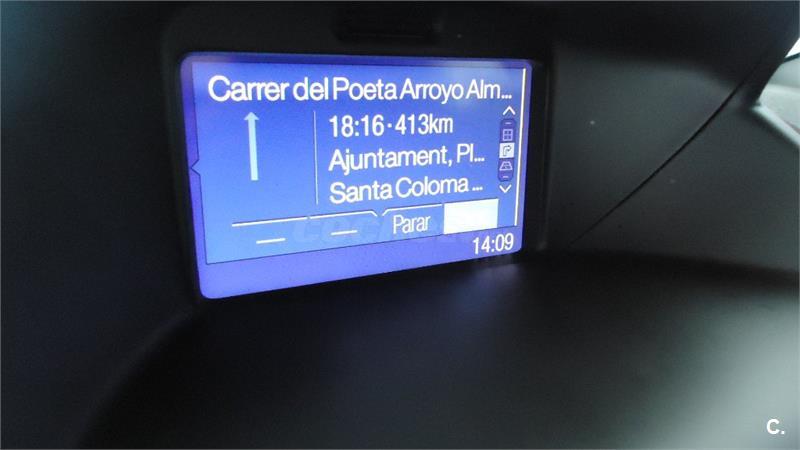 Carrer del Poeta Arroyo Alm...
18:16·413km
Ajuntament, Pl...
Santa Coloma ...
Parar
14:09
C.